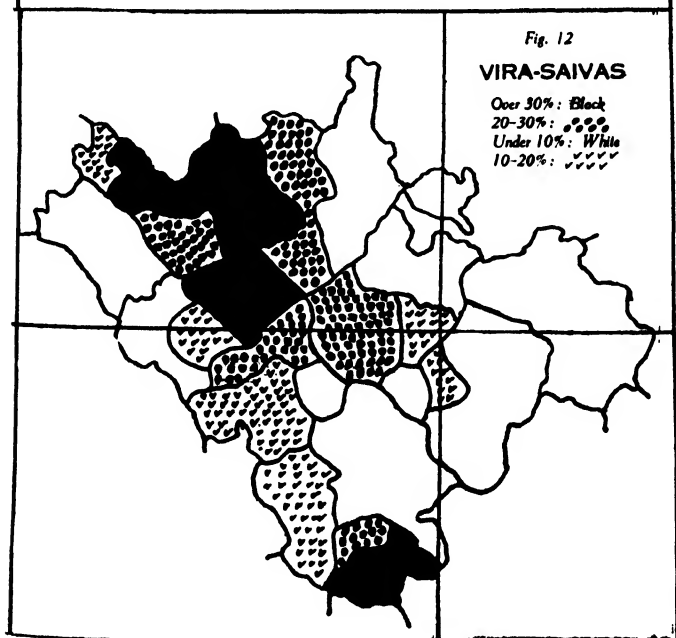 Fig. 12
VIRA-SAIVAS
Over 30%: Black
20-30%:
Under 10%: White
10-20%: